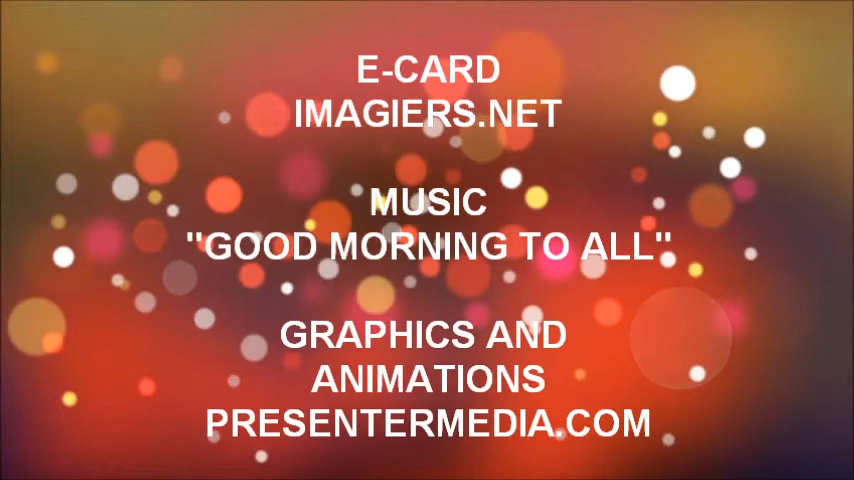 E-CARD
IMAGIERS.NET
MUSIC
"GOOD MORNING TO ALL"
GRAPHICS AND
ANIMATIONS
PRESENTERMEDIA.COM